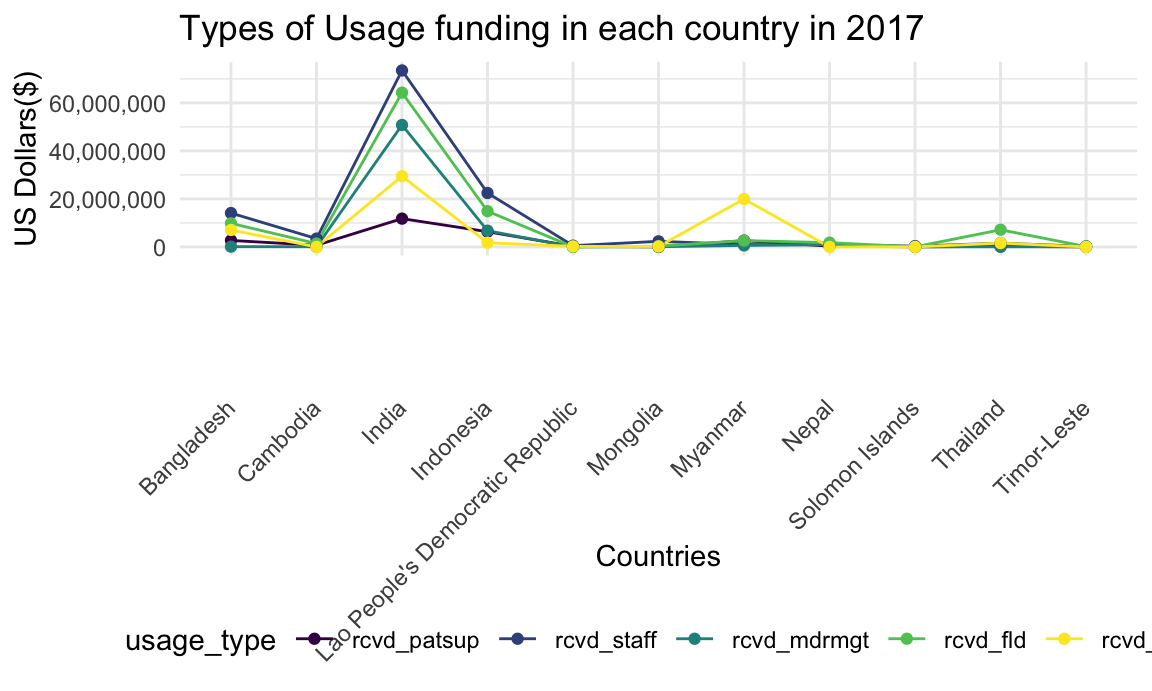 Types of Usage funding in each country in 2017
US Dollars($)
60,000,000
40,000,000
20,000,000
0
Bangladesh
Cambodia
India
Indonesia
Lao People's Democratic Republic
Mongolia
Myanmar
Nepal
Solomon Islands
Thailand
Timor-Leste
Countries
usage_type rcvd_patsup rcvd_staff rcvd_mdrmgt rcvd_fld rcvd_